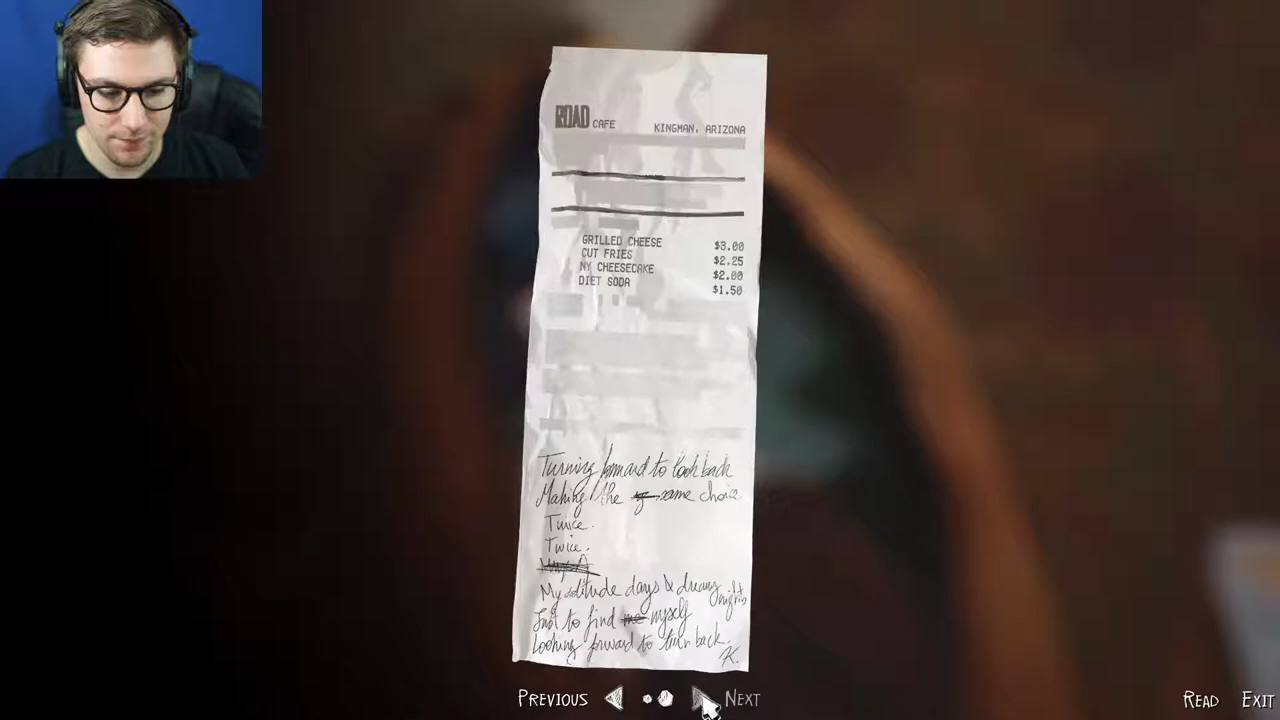 ROAD CAFE KINGMAN, ARIZONA
GRILLED CHEESE $3.00
CUT FRIES $2.25
NY CHEESECAKE $2.00
DIET SODA $1.50
Turning forward to look back
Making the same choice
Twice.
Twice.
My solitude days & dreamy nights
Just to find myself
Looking forward to turn back.
K.
PREVIOUS NEXT
READ EXIT